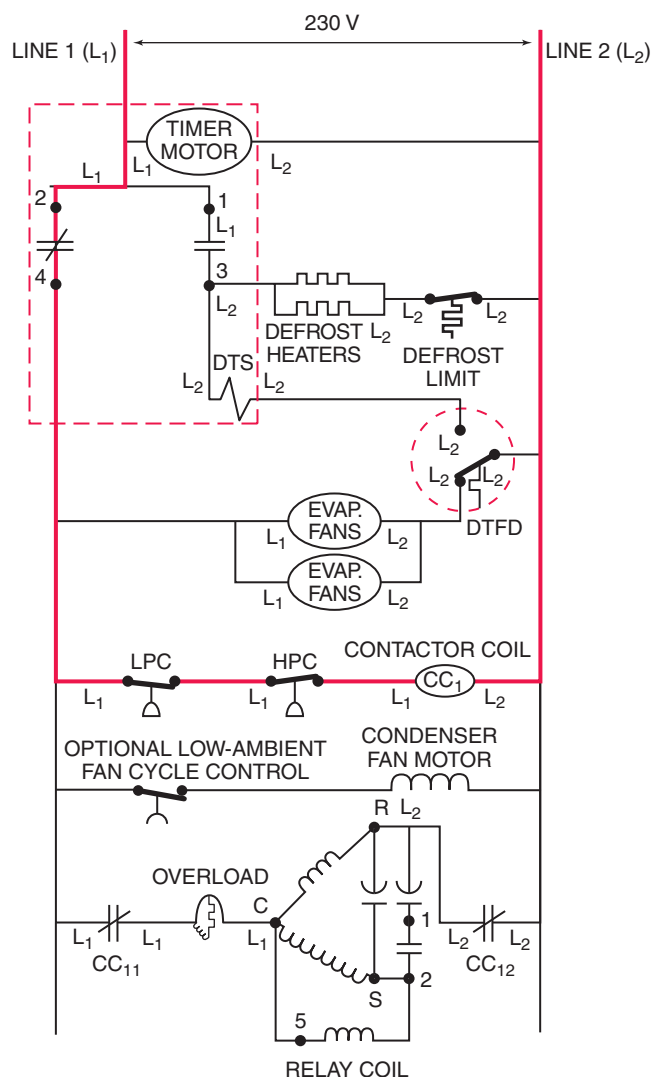 230 V
LINE 1 (L₁)
LINE 2 (L₂)
TIMER
MOTOR
L₁
L₁
L₂
2
1
L₁
4
3
L₂
DEFROST
HEATERS
L₂
L₂
L₂
DEFROST
LIMIT
DTS
L₂
L₂
L₂
L₂
L₂
DTFD
EVAP.
FANS
L₁
L₂
EVAP.
FANS
L₁
L₂
LPC
HPC
CONTACTOR COIL
CC₁
L₁
L₁
L₁
L₂
OPTIONAL LOW-AMBIENT
FAN CYCLE CONTROL
CONDENSER
FAN MOTOR
R
L₂
OVERLOAD
C
1
L₁
L₁
L₁
L₂
L₂
CC₁₁
CC₁₂
S
2
5
RELAY COIL